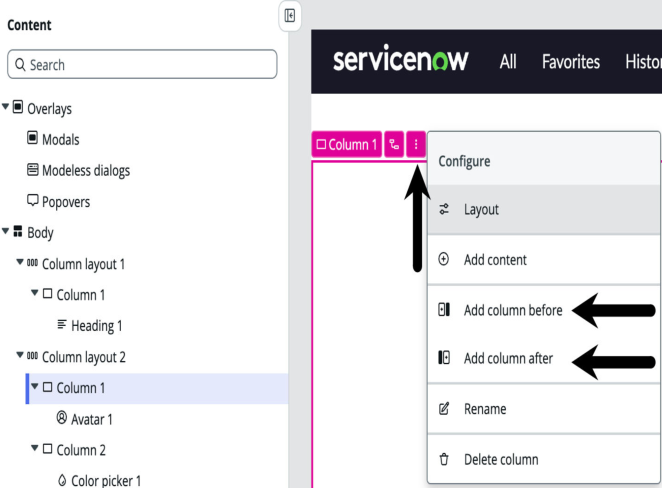 Content
Search
Overlays
Modals
Modeless dialogs
Popovers
Body
Column layout 1
Column 1
Heading 1
Column layout 2
Column 1
Avatar 1
Column 2
Color picker 1
servicenow All Favorites Histor
Column 1
Configure
Layout
Add content
Add column before
Add column after
Rename
Delete column